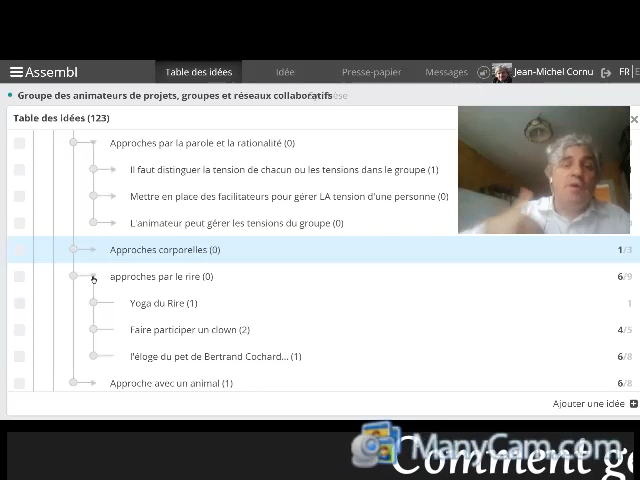 Assembl
Table des idées
Idée
Presse-papier
Messages
Jean-Michel Cornu
FR | E
Groupe des animateurs de projets, groupes et réseaux collaboratifs
Table des idées (123)
Approches par la parole et la rationalité (0)
Il faut distinguer la tension de chacun ou les tensions dans le groupe (1)
Mettre en place des facilitateurs pour gérer LA tension d'une personne (0)
L'animateur peut gérer les tensions du groupe (0)
Approches corporelles (0) 1/3
approches par le rire (0) 6/9
Yoga du Rire (1) 1
Faire participer un clown (2) 4/5
l'éloge du pet de Bertrand Cochard... (1) 6/8
Approche avec un animal (1) 6/8
Ajouter une idée
ManyCam.com
Comment ge